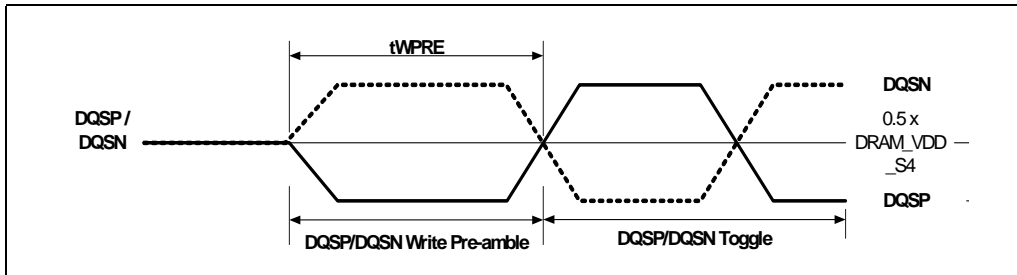 tWPRE
DQSP /
DQSN
DQSN
0.5 x
DRAM_VDD
_S4
DQSP
DQSP/DQSN Write Pre-amble
DQSP/DQSN Toggle